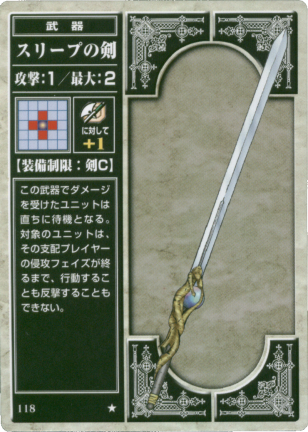 武器
スリープの剣
攻撃:1／最大:2
に対して
+1
【装備制限：剣C】
この武器でダメージ
を受けたユニットは
直ちに待機となる。
対象のユニットは、
その支配プレイヤー
の侵攻フェイズが終
るまで、行動するこ
とも反撃することも
できない。
118
★